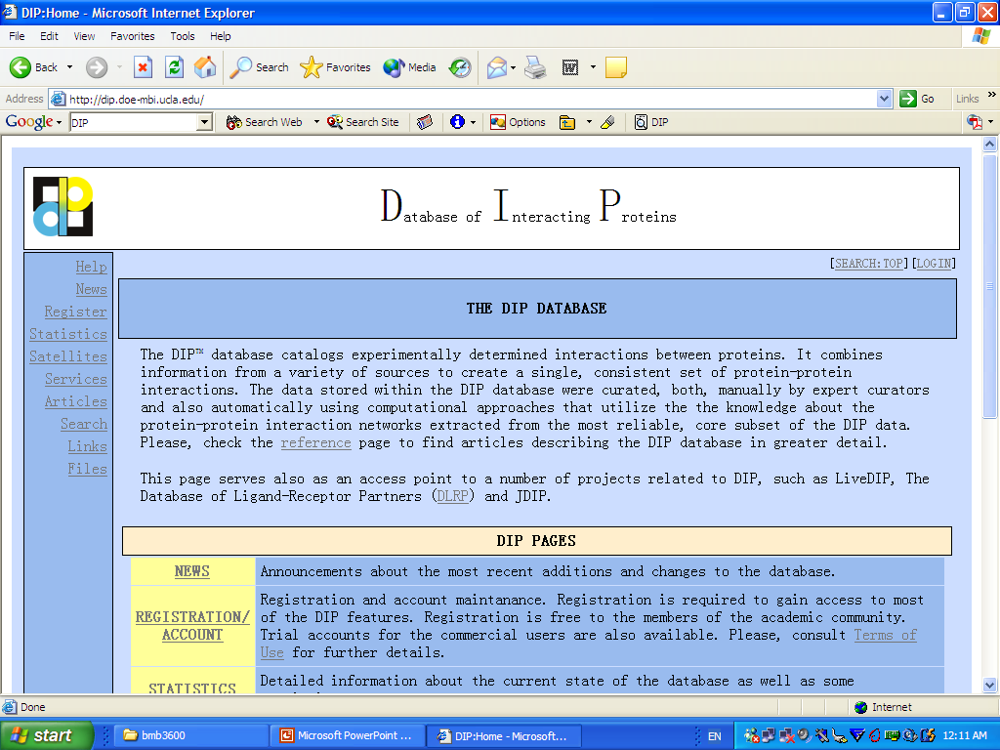 DIP:Home - Microsoft Internet Explorer
File Edit View Favorites Tools Help
Back Search Favorites Media
Address http://dip.doe-mbi.ucla.edu/ Go Links »
Google DIP Search Web Search Site Options DIP
Database of Interacting Proteins
[SEARCH:TOP] [LOGIN]
Help
News
Register
Statistics
Satellites
Services
Articles
Search
Links
Files
THE DIP DATABASE
The DIP™ database catalogs experimentally determined interactions between proteins. It combines
information from a variety of sources to create a single, consistent set of protein-protein
interactions. The data stored within the DIP database were curated, both, manually by expert curators
and also automatically using computational approaches that utilize the the knowledge about the
protein-protein interaction networks extracted from the most reliable, core subset of the DIP data.
Please, check the reference page to find articles describing the DIP database in greater detail.
This page serves also as an access point to a number of projects related to DIP, such as LiveDIP, The
Database of Ligand-Receptor Partners (DLRP) and JDIP.
DIP PAGES
NEWS
Announcements about the most recent additions and changes to the database.
REGISTRATION/
ACCOUNT
Registration and account maintanance. Registration is required to gain access to most
of the DIP features. Registration is free to the members of the academic community.
Trial accounts for the commercial users are also available. Please, consult Terms of
Use for further details.
STATISTICS
Detailed information about the current state of the database as well as some
Done Internet
start bmb3600 Microsoft PowerPoint ... DIP:Home - Microsoft... EN 12:11 AM